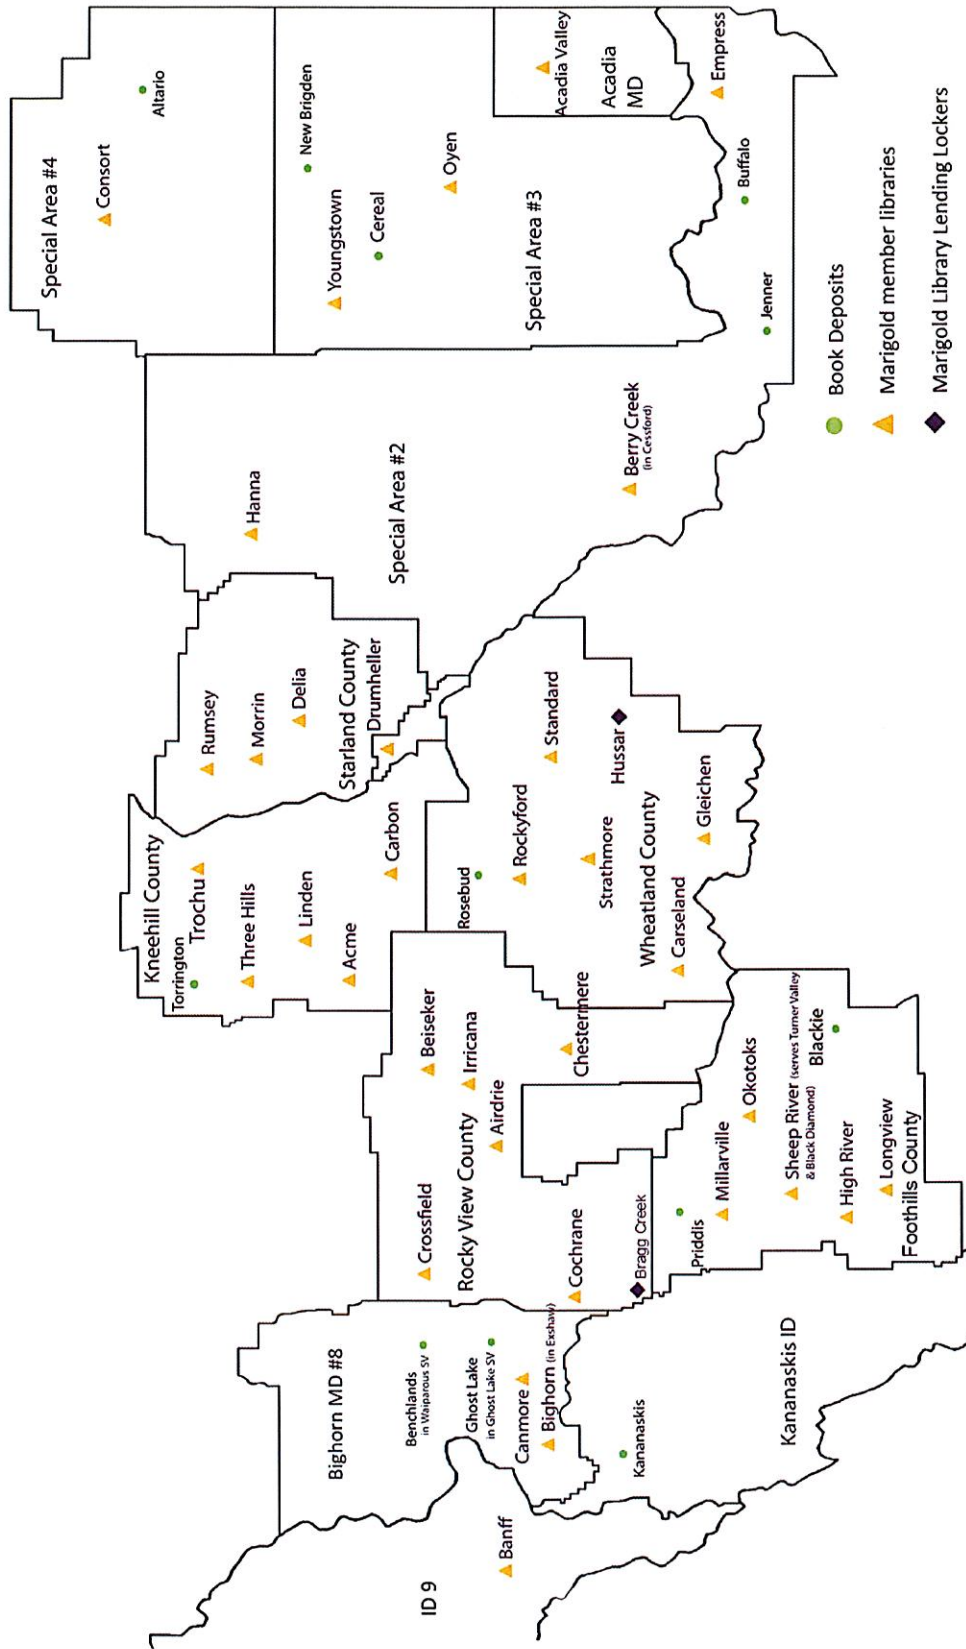 ID 9
Banff
Bighorn MD #8
Benchlands
in Waiparous SV
Ghost Lake
in Ghost Lake SV
Canmore
Bighorn (in Exshaw)
Kananaskis
Kananaskis ID
Crossfield
Rocky View County
Beiseker
Irricana
Airdrie
Cochrane
Chestermere
Bragg Creek
Priddis
Millarville
Okotoks
Sheep River (serves Turner Valley
& Black Diamond)
Blackie
High River
Longview
Foothills County
Kneehill County
Torrington
Trochu
Three Hills
Linden
Acme
Carbon
Rumsey
Morrin
Delia
Starland County
Drumheller
Rosebud
Rockyford
Standard
Strathmore
Hussar
Wheatland County
Carseland
Gleichen
Hanna
Special Area #2
Berry Creek
(in Cessford)
Special Area #4
Consort
Altario
New Brigden
Youngstown
Cereal
Oyen
Special Area #3
Acadia Valley
Acadia
MD
Empress
Buffalo
Jenner
Book Deposits
Marigold member libraries
Marigold Library Lending Lockers